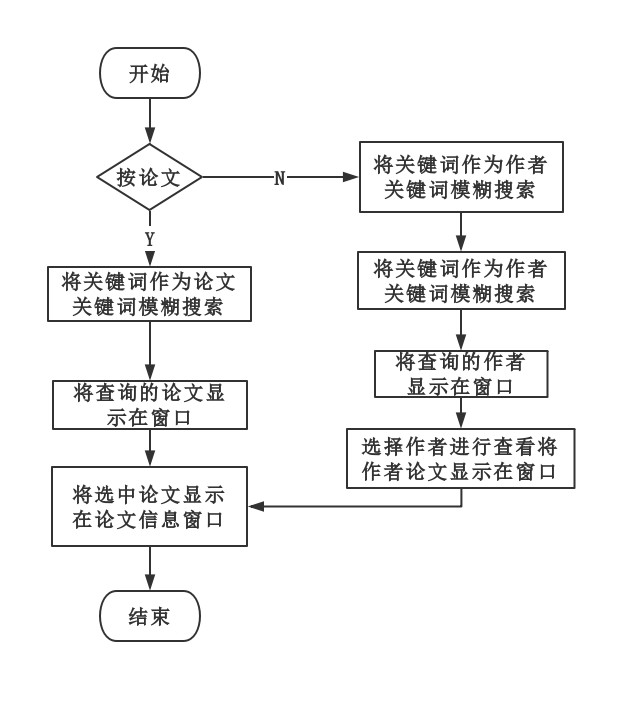 开始
按论文
N
Y
将关键词作为论文
关键词模糊搜索
将查询的论文显
示在窗口
将关键词作为作者
关键词模糊搜索
将关键词作为作者
关键词模糊搜索
将查询的作者
显示在窗口
选择作者进行查看将
作者论文显示在窗口
将选中论文显示
在论文信息窗口
结束